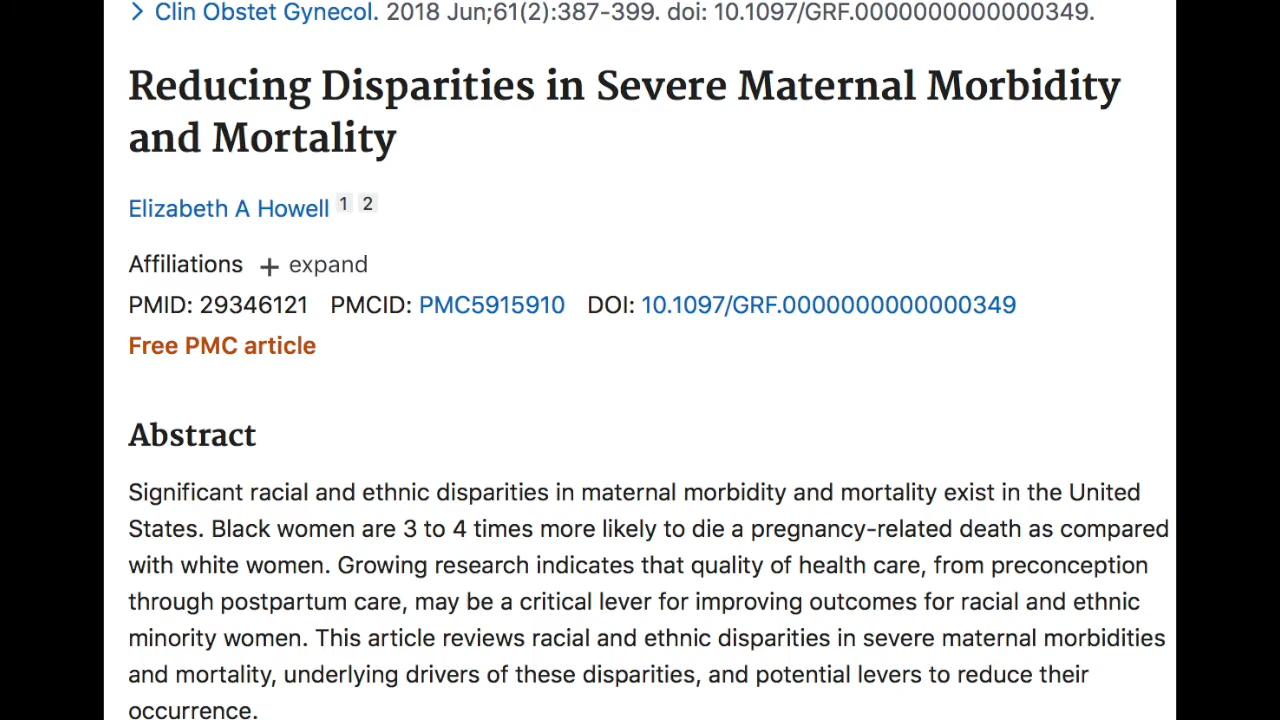 > Clin Obstet Gynecol. 2018 Jun;61(2):387-399. doi: 10.1097/GRF.0000000000000349.
Reducing Disparities in Severe Maternal Morbidity
and Mortality
Elizabeth A Howell 1 2
Affiliations + expand
PMID: 29346121 PMCID: PMC5915910 DOI: 10.1097/GRF.0000000000000349
Free PMC article
Abstract
Significant racial and ethnic disparities in maternal morbidity and mortality exist in the United
States. Black women are 3 to 4 times more likely to die a pregnancy-related death as compared
with white women. Growing research indicates that quality of health care, from preconception
through postpartum care, may be a critical lever for improving outcomes for racial and ethnic
minority women. This article reviews racial and ethnic disparities in severe maternal morbidities
and mortality, underlying drivers of these disparities, and potential levers to reduce their
occurrence.